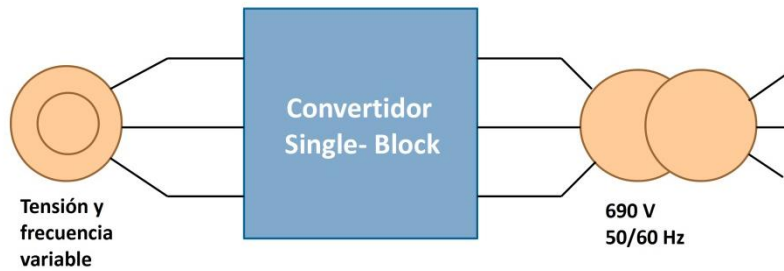 Convertidor
Single- Block
Tensión y
frecuencia
variable
690 V
50/60 Hz